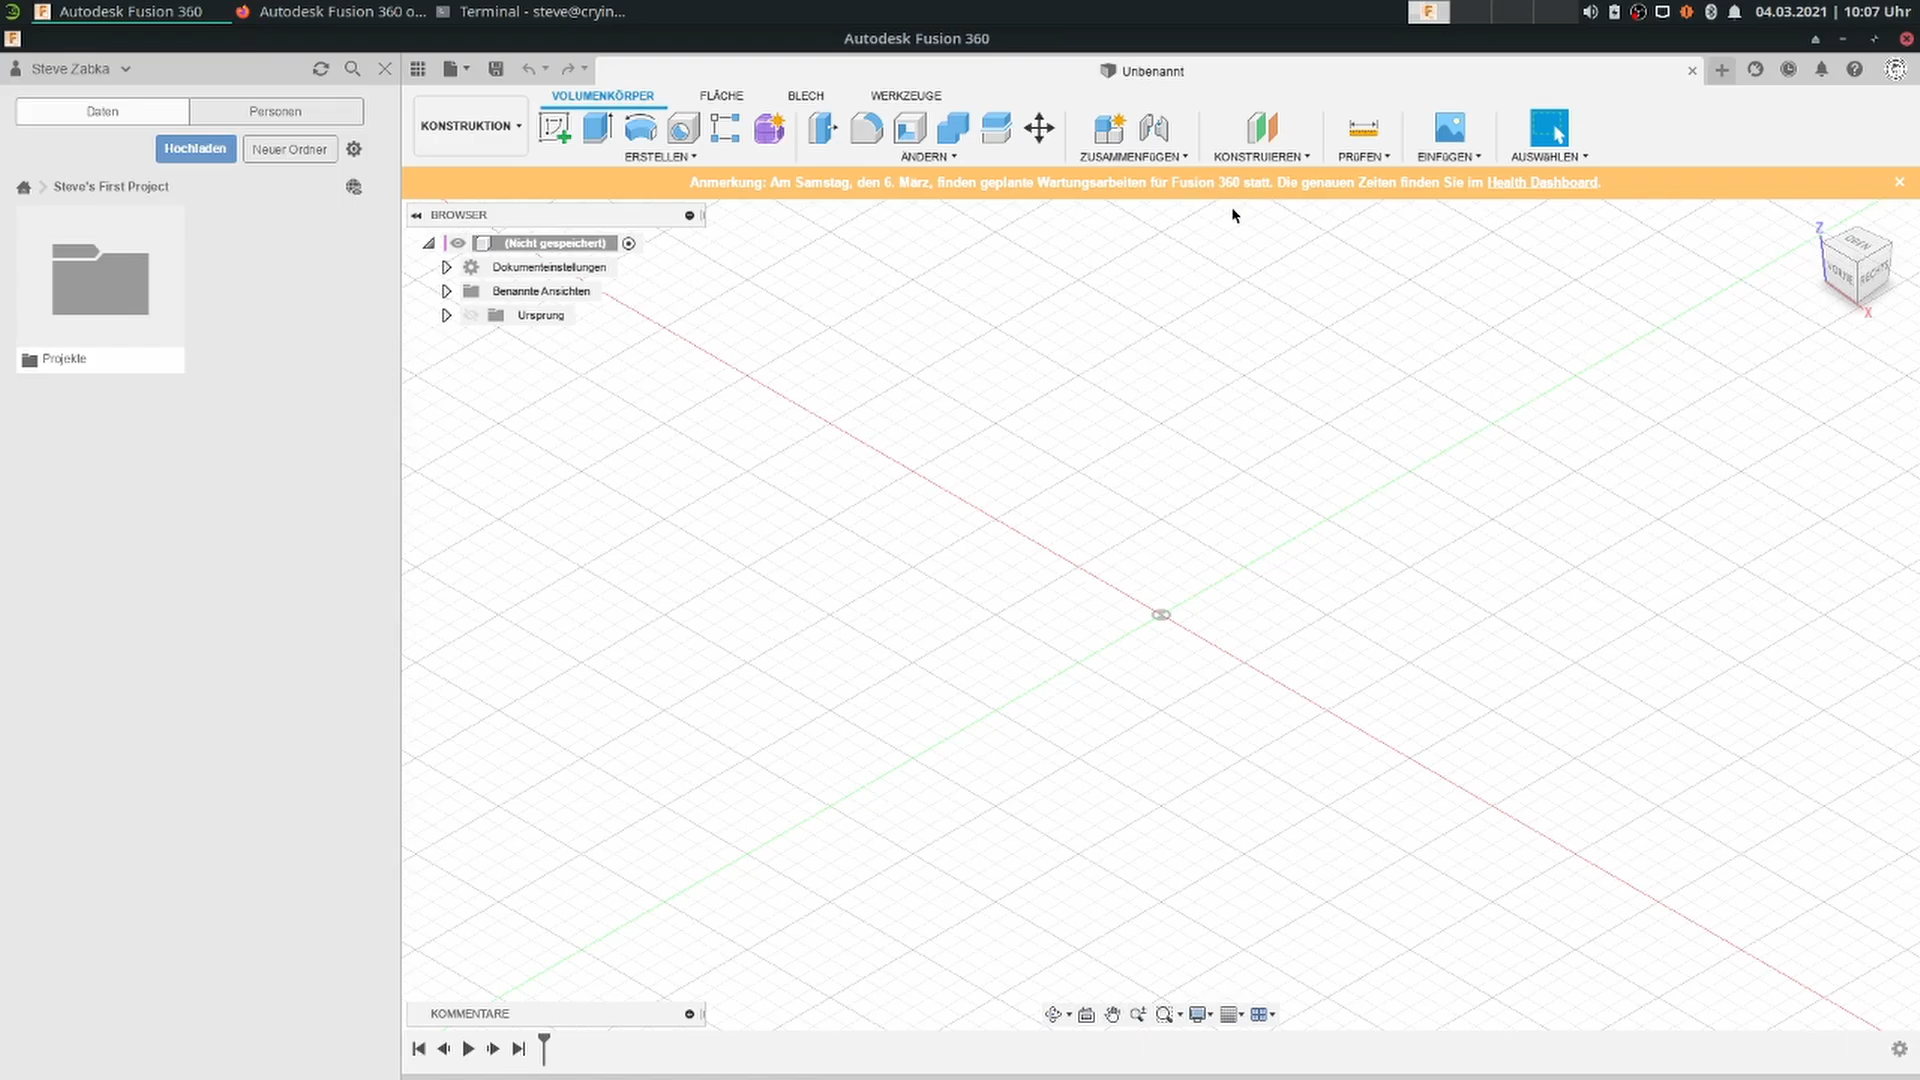 Autodesk Fusion 360
Autodesk Fusion 360 o...
Terminal - steve@cryin...
04.03.2021 | 10:07 Uhr
Autodesk Fusion 360
Steve Zabka
Unbenannt
Daten
Personen
Hochladen
Neuer Ordner
Steve's First Project
Projekte
KONSTRUKTION
VOLUMENKÖRPER
FLÄCHE
BLECH
WERKZEUGE
ERSTELLEN
ÄNDERN
ZUSAMMENFÜGEN
KONSTRUIEREN
PRÜFEN
EINFÜGEN
AUSWÄHLEN
Anmerkung: Am Samstag, den 6. März, finden geplante Wartungsarbeiten für Fusion 360 statt. Die genauen Zeiten finden Sie im Health Dashboard.
BROWSER
(Nicht gespeichert)
Dokumenteinstellungen
Benannte Ansichten
Ursprung
Z
OBEN
VORNE
RECHTS
X
KOMMENTARE